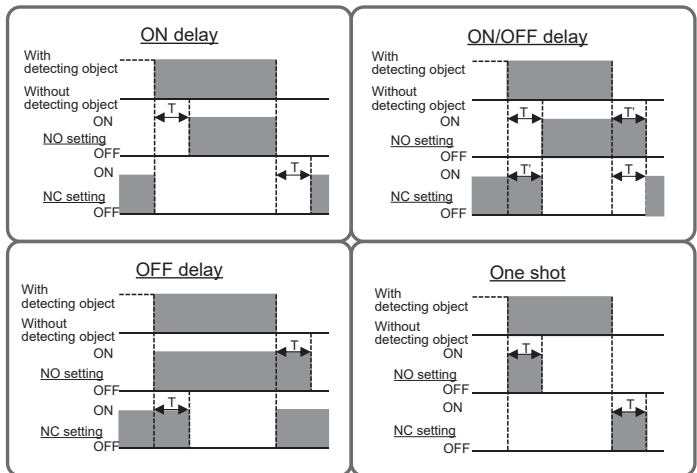 ON delay
With
detecting object
Without
detecting object
T
ON
NO setting
OFF
ON
T
NC setting
OFF
ON/OFF delay
With
detecting object
Without
detecting object
T
T'
ON
NO setting
OFF
ON
T'
T
NC setting
OFF
OFF delay
With
detecting object
Without
detecting object
ON
T
NO setting
OFF
ON
T
NC setting
OFF
One shot
With
detecting object
Without
detecting object
ON
T
NO setting
OFF
ON
T
NC setting
OFF